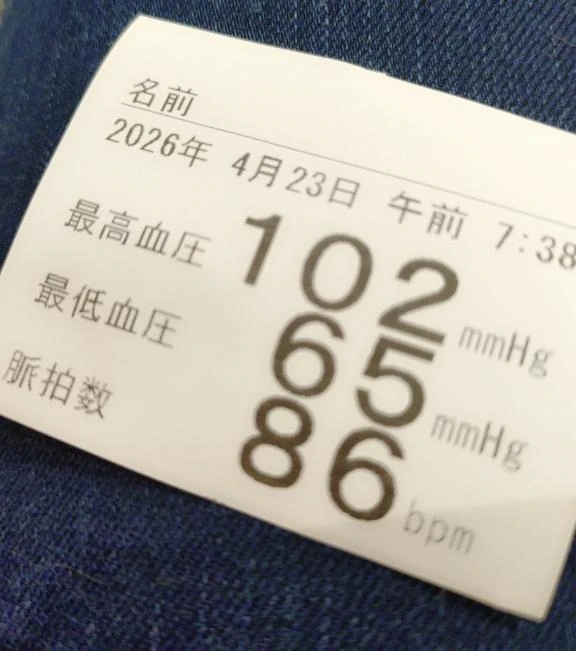 名前
2026年 4月23日 午前 7:38
最高血圧 102 mmHg
最低血圧 65 mmHg
脈拍数 86 bpm